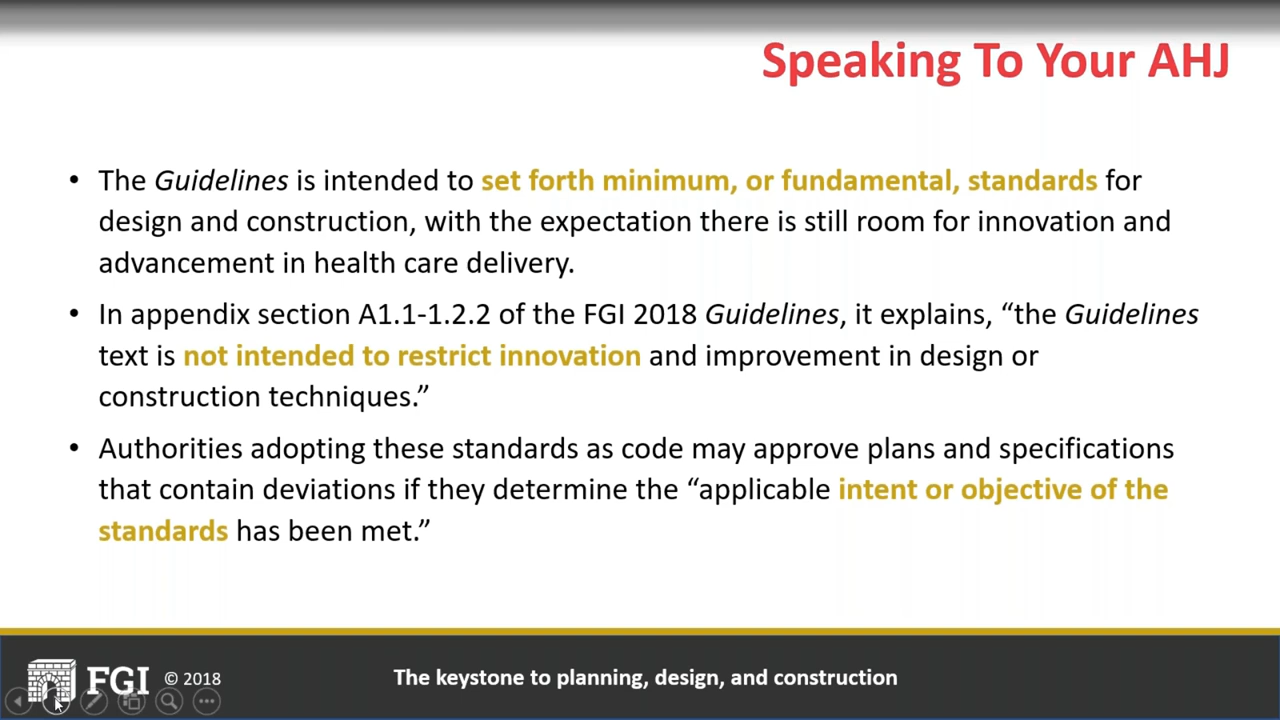 Speaking To Your AHJ
• The Guidelines is intended to set forth minimum, or fundamental, standards for
design and construction, with the expectation there is still room for innovation and
advancement in health care delivery.
• In appendix section A1.1-1.2.2 of the FGI 2018 Guidelines, it explains, “the Guidelines
text is not intended to restrict innovation and improvement in design or
construction techniques.”
• Authorities adopting these standards as code may approve plans and specifications
that contain deviations if they determine the “applicable intent or objective of the
standards has been met.”
FGI © 2018
The keystone to planning, design, and construction